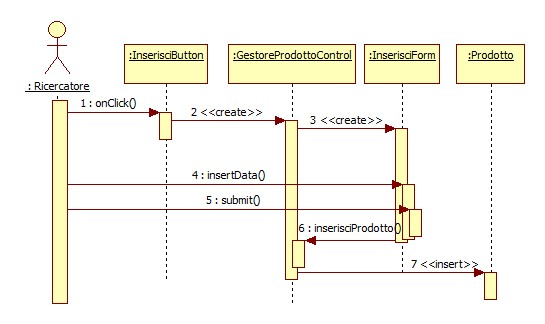 :InserisciButton
:GestoreProdottoControl
:InserisciForm
:Prodotto
: Ricercatore
1 : onClick()
2 <<create>>
3 <<create>>
4 : insertData()
5 : submit()
6 : inserisciProdotto()
7 <<insert>>